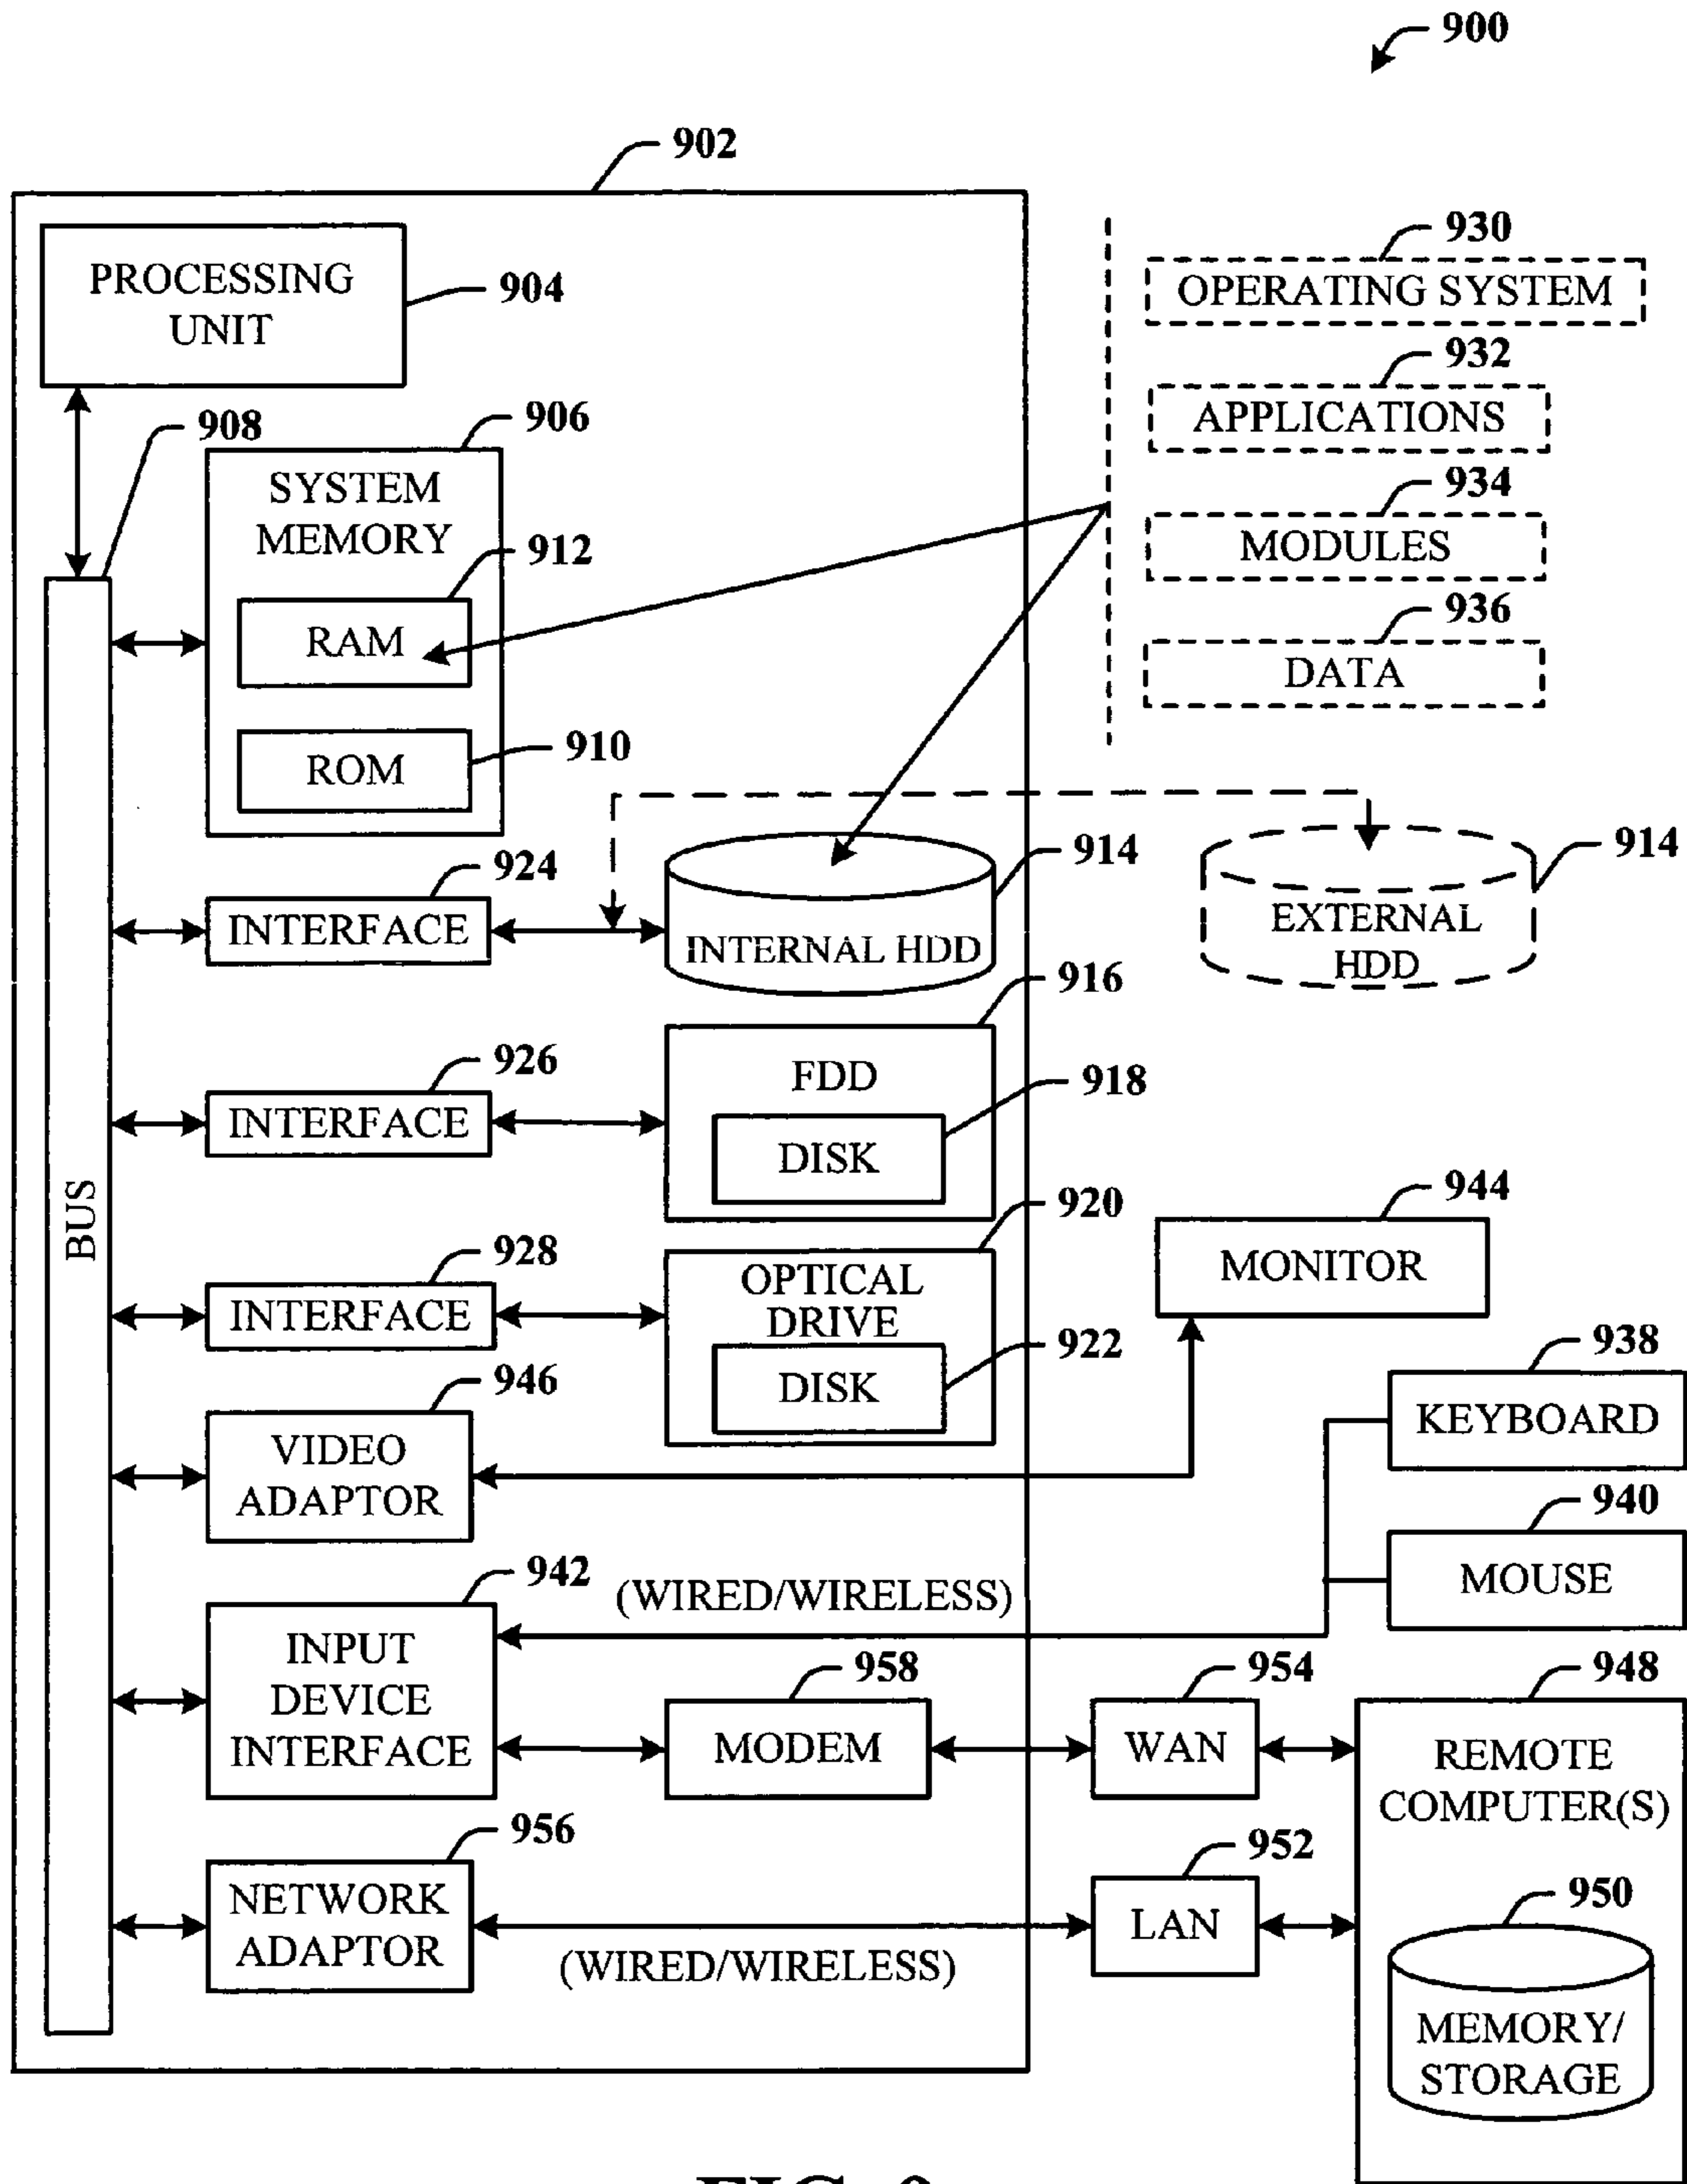 900
902
930
PROCESSING
UNIT
904
OPERATING SYSTEM
932
APPLICATIONS
908
906
SYSTEM
MEMORY
934
MODULES
912
RAM
936
DATA
910
ROM
924
INTERFACE
914
INTERNAL HDD
914
EXTERNAL
HDD
916
FDD
926
INTERFACE
918
DISK
BUS
920
OPTICAL
DRIVE
944
MONITOR
928
INTERFACE
922
DISK
938
KEYBOARD
946
VIDEO
ADAPTOR
940
MOUSE
942
(WIRED/WIRELESS)
INPUT
DEVICE
INTERFACE
958
MODEM
954
WAN
948
REMOTE
COMPUTER(S)
956
NETWORK
ADAPTOR
952
LAN
950
(WIRED/WIRELESS)
MEMORY/
STORAGE